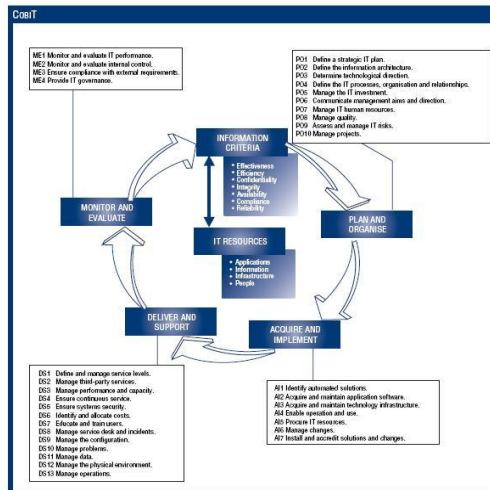 COBIT
ME1 Monitor and evaluate IT performance.
ME2 Monitor and evaluate internal control.
ME3 Ensure compliance with external requirements.
ME4 Provide IT governance.
PO1 Define a strategic IT plan.
PO2 Define the information architecture.
PO3 Determine technological direction.
PO4 Define the IT processes, organisation and relationships.
PO5 Manage the IT investment.
PO6 Communicate management aims and direction.
PO7 Manage IT human resources.
PO8 Manage quality.
PO9 Assess and manage IT risks.
PO10 Manage projects.
INFORMATION
CRITERIA
• Effectiveness
• Efficiency
• Confidentiality
• Integrity
• Availability
• Compliance
• Reliability
MONITOR AND
EVALUATE
PLAN AND
ORGANISE
IT RESOURCES
• Applications
• Information
• Infrastructure
• People
DELIVER AND
SUPPORT
ACQUIRE AND
IMPLEMENT
DS1 Define and manage service levels.
DS2 Manage third-party services.
DS3 Manage performance and capacity.
DS4 Ensure continuous service.
DS5 Ensure systems security.
DS6 Identify and allocate costs.
DS7 Educate and train users.
DS8 Manage service desk and incidents.
DS9 Manage the configuration.
DS10 Manage problems.
DS11 Manage data.
DS12 Manage the physical environment.
DS13 Manage operations.
AI1 Identify automated solutions.
AI2 Acquire and maintain application software.
AI3 Acquire and maintain technology infrastructure.
AI4 Enable operation and use.
AI5 Procure IT resources.
AI6 Manage changes.
AI7 Install and accredit solutions and changes.